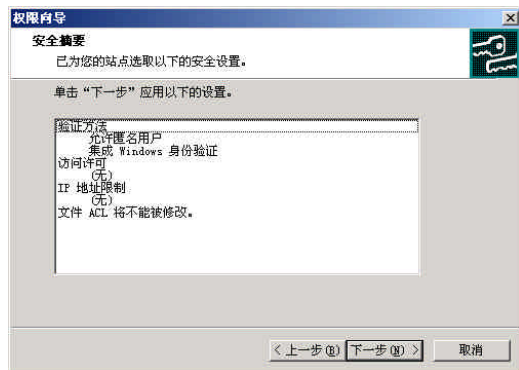 权限向导
安全摘要
已为您的站点选取以下的安全设置。
单击“下一步”应用以下的设置。
验证方法
允许匿名用户
集成 Windows 身份验证
访问许可
(无)
IP 地址限制
(无)
文件 ACL 将不能被修改。
< 上一步(B) 下一步(N) > 取消